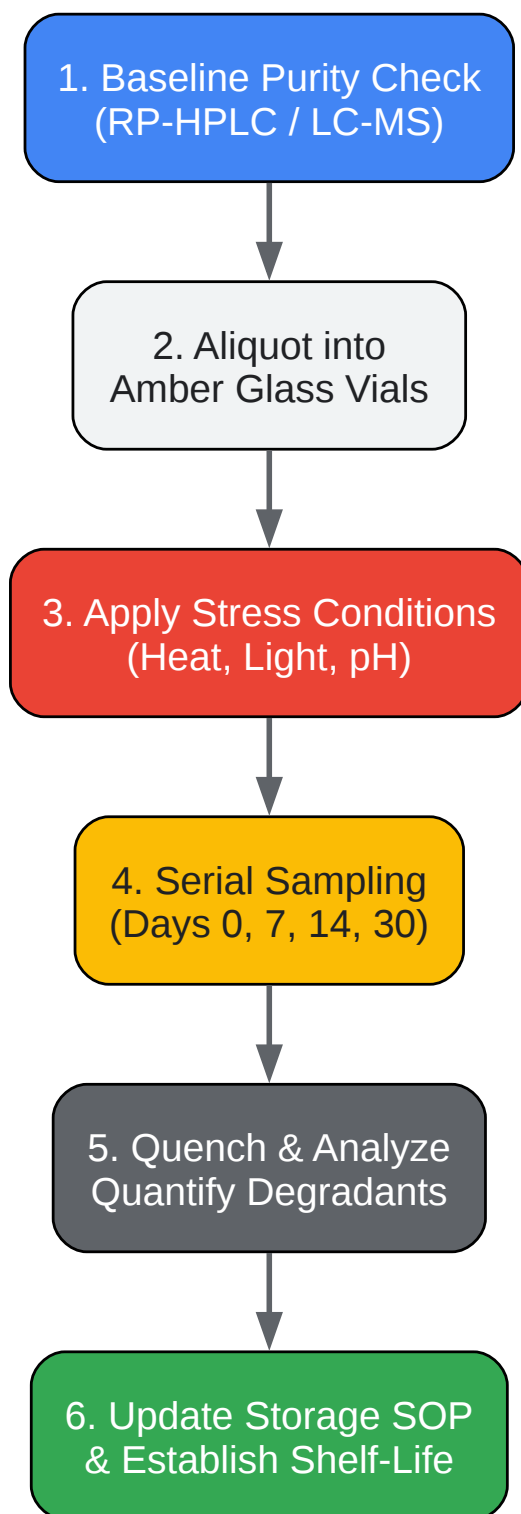 1. Baseline Purity Check
(RP-HPLC / LC-MS)
2. Aliquot into
Amber Glass Vials
3. Apply Stress Conditions
(Heat, Light, pH)
4. Serial Sampling
(Days 0, 7, 14, 30)
5. Quench & Analyze
Quantify Degradants
6. Update Storage SOP
& Establish Shelf-Life